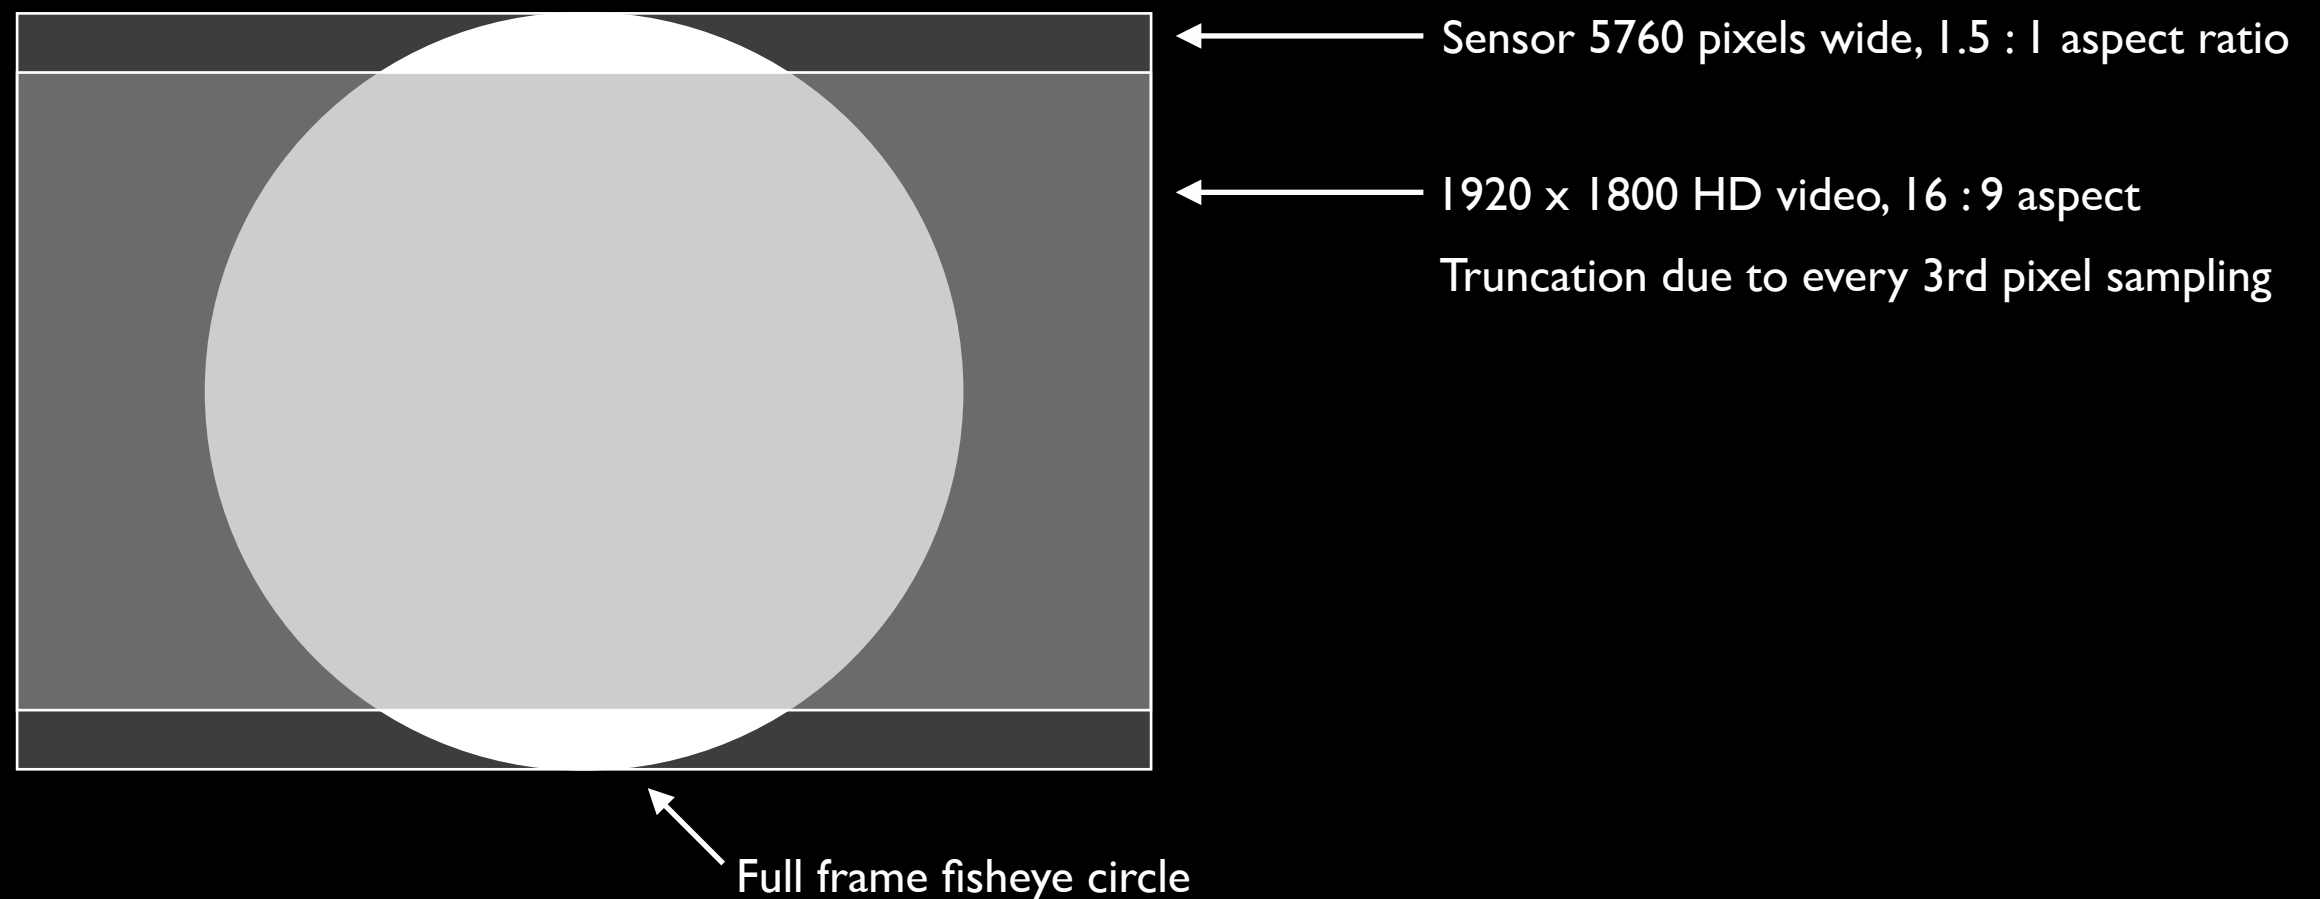 Sensor 5760 pixels wide, 1.5 : 1 aspect ratio
1920 x 1800 HD video, 16 : 9 aspect
Truncation due to every 3rd pixel sampling
Full frame fisheye circle